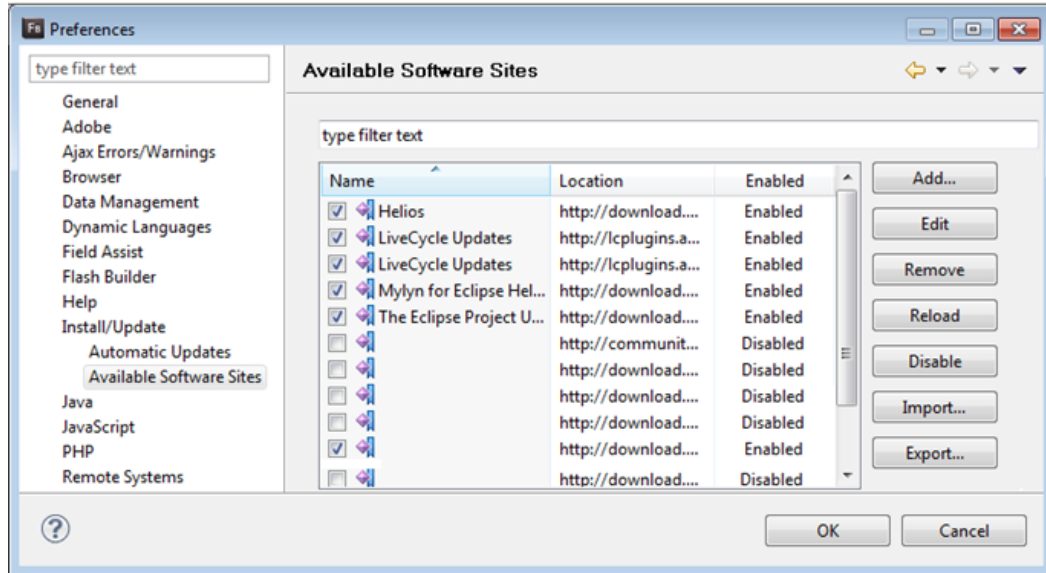 Fn Preferences
type filter text
General
Adobe
Ajax Errors/Warnings
Browser
Data Management
Dynamic Languages
Field Assist
Flash Builder
Help
Install/Update
Automatic Updates
Available Software Sites
Java
JavaScript
PHP
Remote Systems
Available Software Sites
type filter text
Name Location Enabled
Helios http://download.... Enabled
LiveCycle Updates http://lcplugins.a... Enabled
LiveCycle Updates http://lcplugins.a... Enabled
Mylyn for Eclipse Hel... http://download.... Enabled
The Eclipse Project U... http://download.... Enabled
http://communit... Disabled
http://download.... Disabled
http://download.... Disabled
http://download.... Disabled
http://download.... Enabled
http://download.... Disabled
Add...
Edit
Remove
Reload
Disable
Import...
Export...
?
OK Cancel